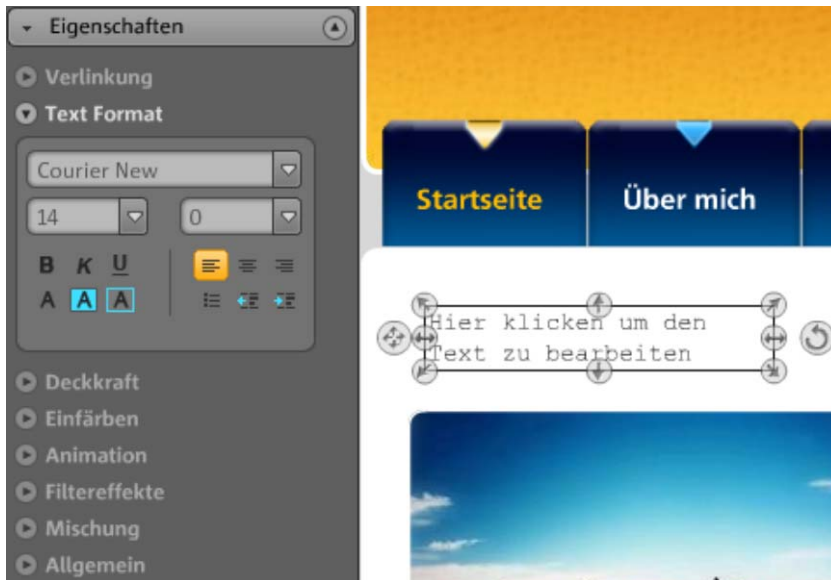 Eigenschaften
Verlinkung
Text Format
Courier New
14 0
B K U
A A A
Deckkraft
Einfärben
Animation
Filtereffekte
Mischung
Allgemein
Startseite Über mich
Hier klicken um den
Text zu bearbeiten